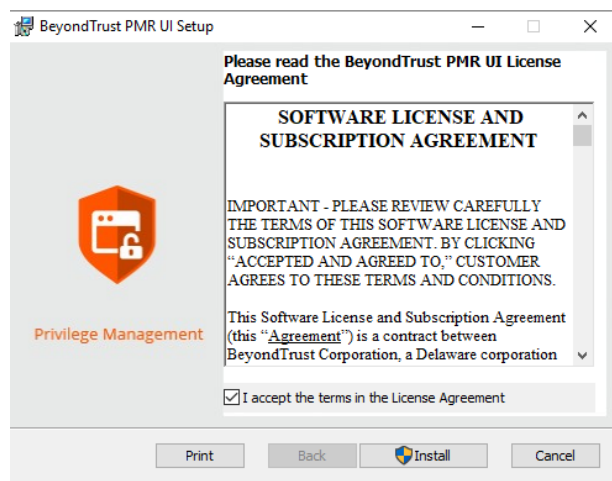 BeyondTrust PMR UI Setup
Please read the BeyondTrust PMR UI License
Agreement
SOFTWARE LICENSE AND
SUBSCRIPTION AGREEMENT
IMPORTANT - PLEASE REVIEW CAREFULLY
THE TERMS OF THIS SOFTWARE LICENSE AND
SUBSCRIPTION AGREEMENT. BY CLICKING
“ACCEPTED AND AGREED TO,” CUSTOMER
AGREES TO THESE TERMS AND CONDITIONS.
This Software License and Subscription Agreement
(this “Agreement”) is a contract between
BeyondTrust Corporation, a Delaware corporation
Privilege Management
I accept the terms in the License Agreement
Print
Back
Install
Cancel